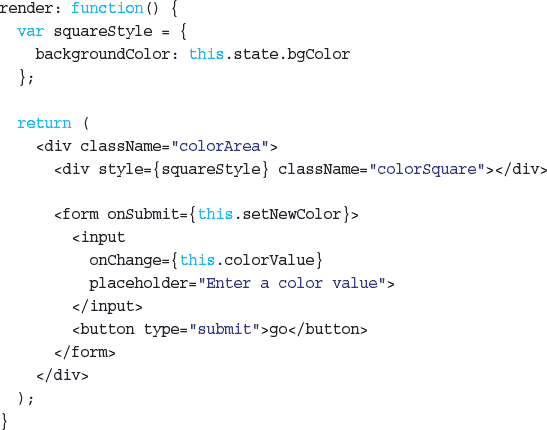 render: function() {
  var squareStyle = {
    backgroundColor: this.state.bgColor
  };

  return (
    <div className="colorArea">
      <div style={squareStyle} className="colorSquare"></div>

      <form onSubmit={this.setNewColor}>
        <input
          onChange={this.colorValue}
          placeholder="Enter a color value">
        </input>
        <button type="submit">go</button>
      </form>
    </div>
  );
}